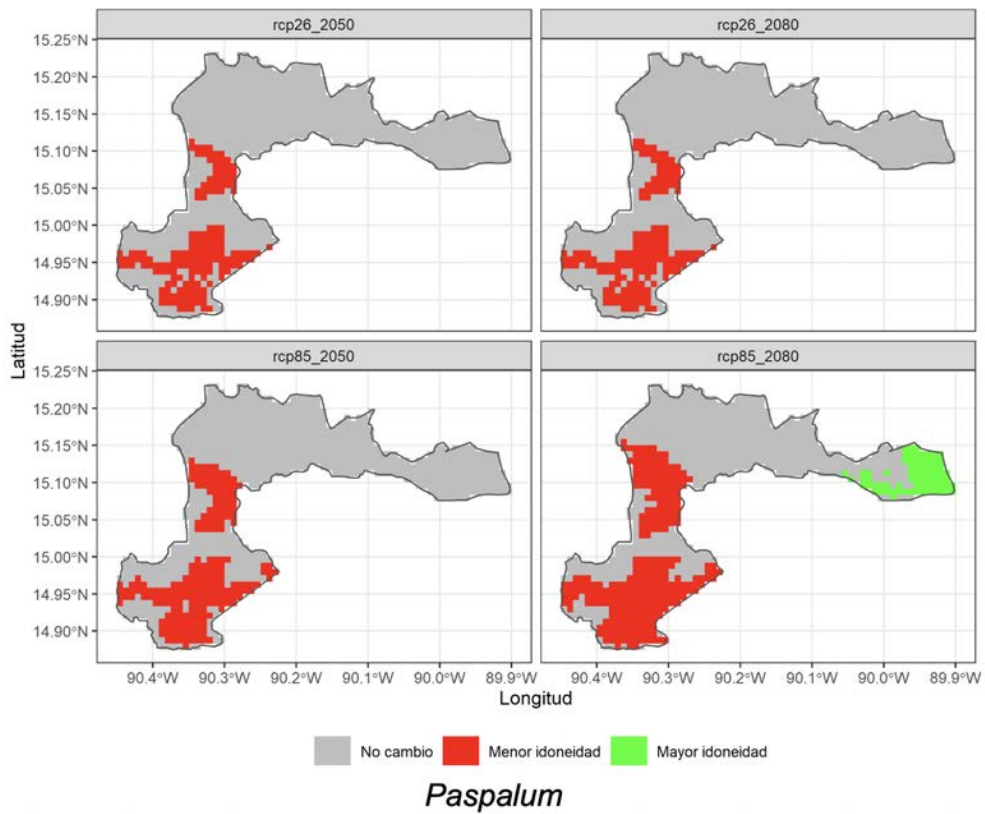 rcp26_2050 rcp26_2080
15.25°N
15.20°N
15.15°N
15.10°N
15.05°N
15.00°N
14.95°N
14.90°N
rcp85_2050 rcp85_2080
15.25°N
15.20°N
15.15°N
15.10°N
15.05°N
15.00°N
14.95°N
14.90°N
Latitud
90.4°W 90.3°W 90.2°W 90.1°W 90.0°W 89.9°W 90.4°W 90.3°W 90.2°W 90.1°W 90.0°W 89.9°W
Longitud
No cambio Menor idoneidad Mayor idoneidad
Paspalum